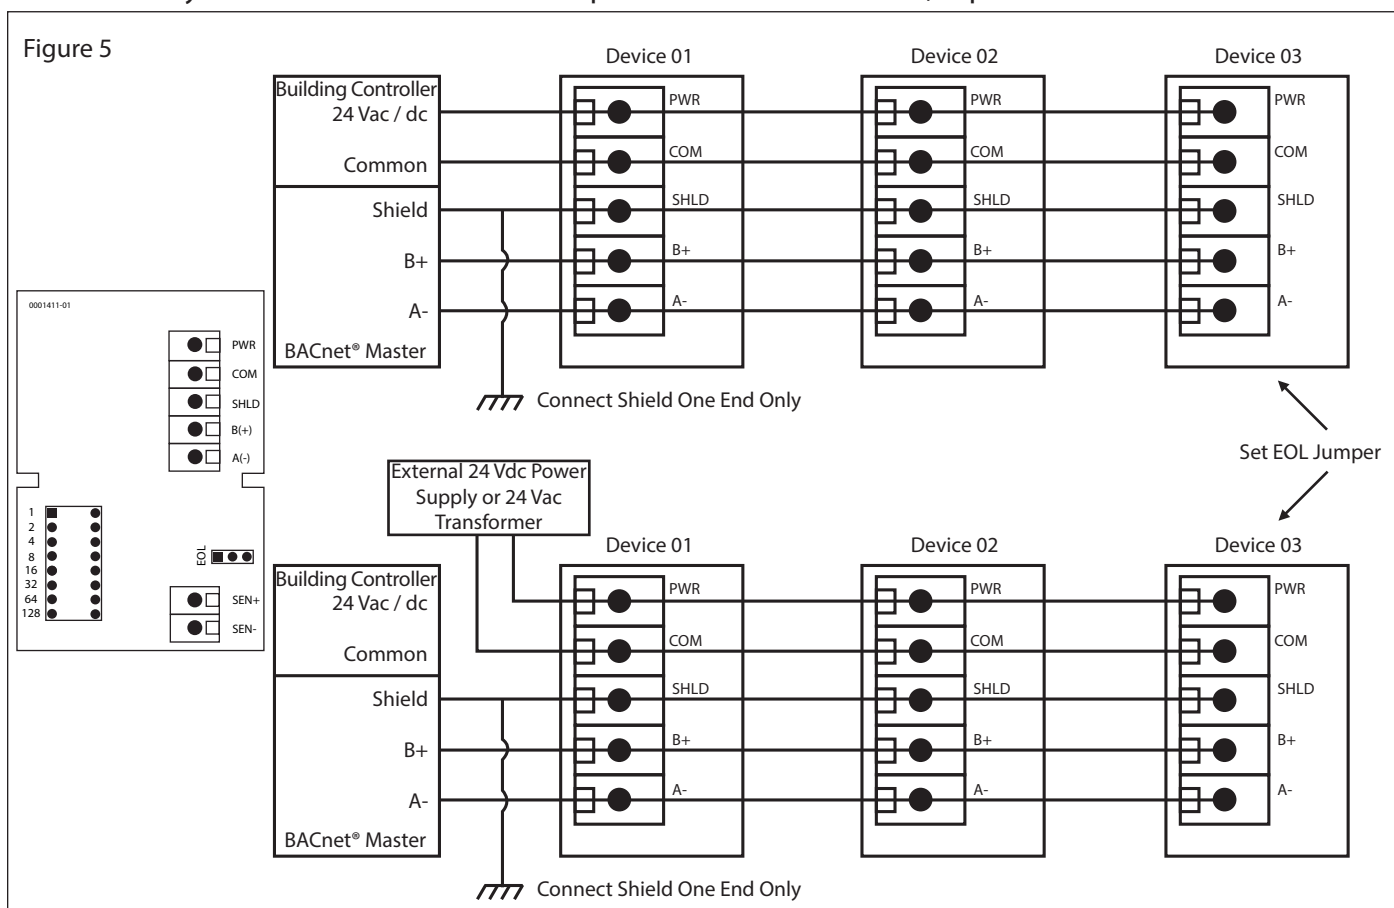 Figure 5
Device 01
Device 02
Device 03
Building Controller
24 Vac / dc
Common
Shield
B+
A-
BACnet® Master
PWR
COM
SHLD
B+
A-
PWR
COM
SHLD
B+
A-
PWR
COM
SHLD
B+
A-
Connect Shield One End Only
Set EOL Jumper
0001411-01
PWR
COM
SHLD
B(+)
A(-)
1
2
4
8
16
32
64
128
EOL
SEN+
SEN-
External 24 Vdc Power
Supply or 24 Vac
Transformer
Device 01
Device 02
Device 03
Building Controller
24 Vac / dc
Common
Shield
B+
A-
BACnet® Master
PWR
COM
SHLD
B+
A-
PWR
COM
SHLD
B+
A-
PWR
COM
SHLD
B+
A-
Connect Shield One End Only